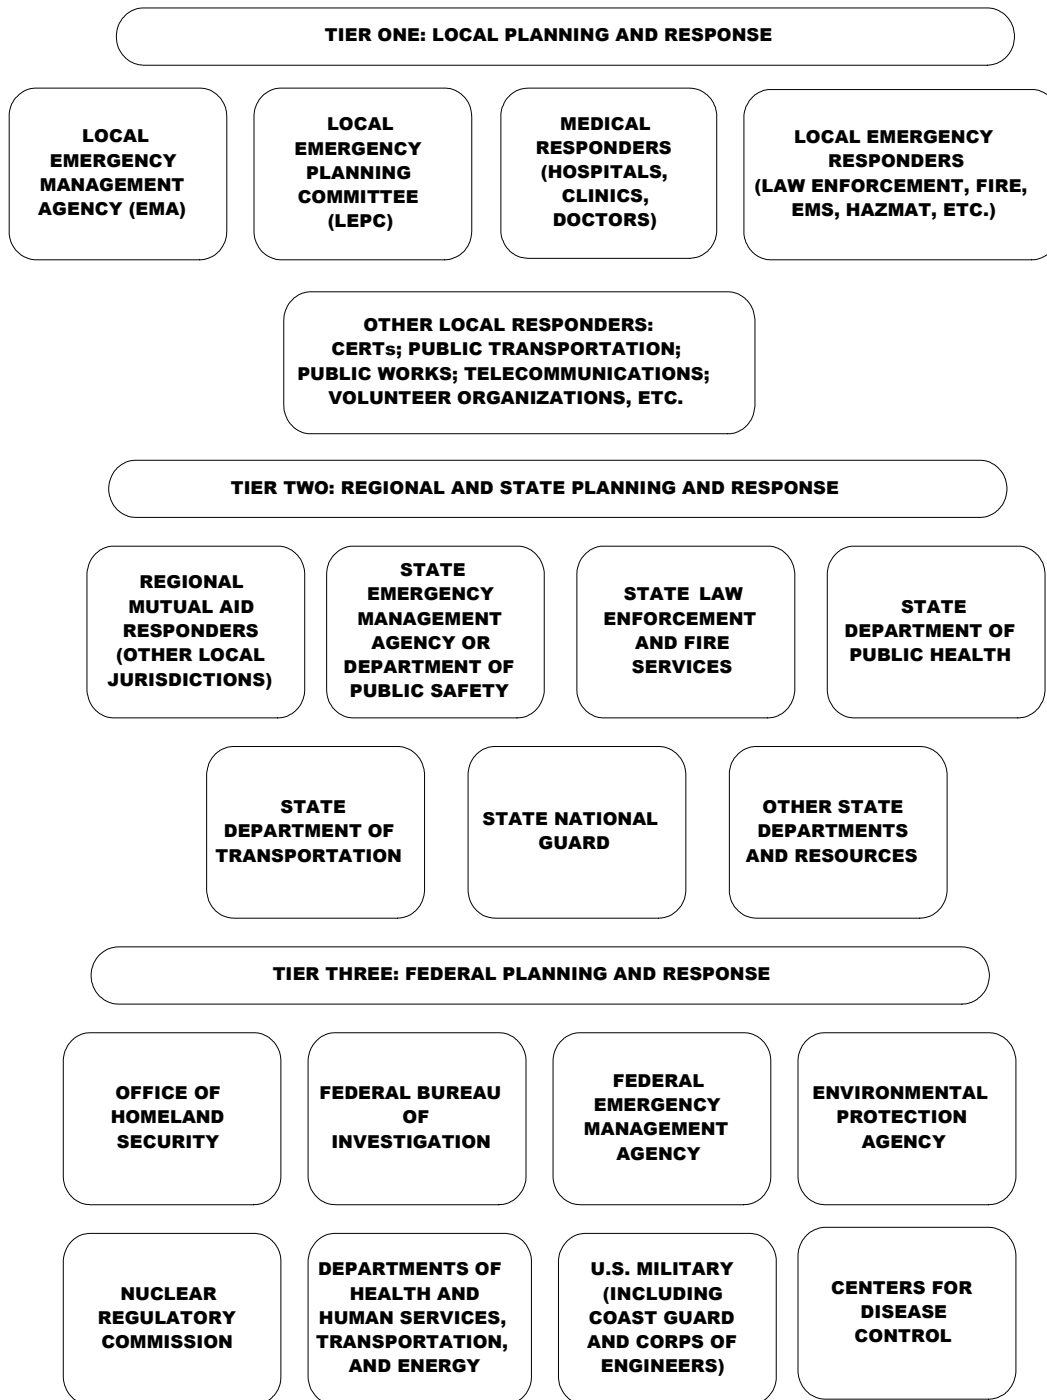 TIER ONE: LOCAL PLANNING AND RESPONSE
LOCAL
EMERGENCY
MANAGEMENT
AGENCY (EMA)
LOCAL
EMERGENCY
PLANNING
COMMITTEE
(LEPC)
MEDICAL
RESPONDERS
(HOSPITALS,
CLINICS,
DOCTORS)
LOCAL EMERGENCY
RESPONDERS
(LAW ENFORCEMENT, FIRE,
EMS, HAZMAT, ETC.)
OTHER LOCAL RESPONDERS:
CERTs; PUBLIC TRANSPORTATION;
PUBLIC WORKS; TELECOMMUNICATIONS;
VOLUNTEER ORGANIZATIONS, ETC.
TIER TWO: REGIONAL AND STATE PLANNING AND RESPONSE
REGIONAL
MUTUAL AID
RESPONDERS
(OTHER LOCAL
JURISDICTIONS)
STATE
EMERGENCY
MANAGEMENT
AGENCY OR
DEPARTMENT OF
PUBLIC SAFETY
STATE LAW
ENFORCEMENT
AND FIRE
SERVICES
STATE
DEPARTMENT OF
PUBLIC HEALTH
STATE
DEPARTMENT OF
TRANSPORTATION
STATE NATIONAL
GUARD
OTHER STATE
DEPARTMENTS
AND RESOURCES
TIER THREE: FEDERAL PLANNING AND RESPONSE
OFFICE OF
HOMELAND
SECURITY
FEDERAL BUREAU
OF
INVESTIGATION
FEDERAL
EMERGENCY
MANAGEMENT
AGENCY
ENVIRONMENTAL
PROTECTION
AGENCY
NUCLEAR
REGULATORY
COMMISSION
DEPARTMENTS OF
HEALTH AND
HUMAN SERVICES,
TRANSPORTATION,
AND ENERGY
U.S. MILITARY
(INCLUDING
COAST GUARD
AND CORPS OF
ENGINEERS)
CENTERS FOR
DISEASE
CONTROL